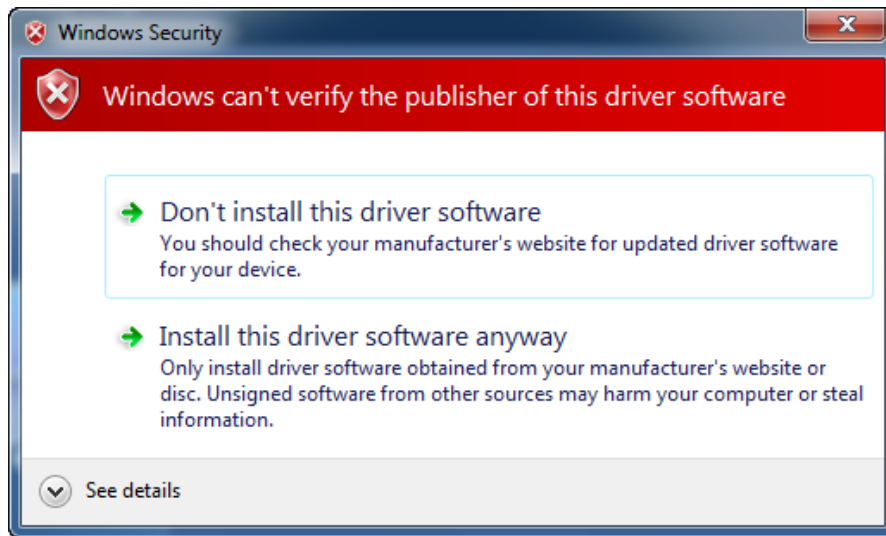 Windows Security
Windows can't verify the publisher of this driver software
Don't install this driver software
You should check your manufacturer's website for updated driver software
for your device.
Install this driver software anyway
Only install driver software obtained from your manufacturer's website or
disc. Unsigned software from other sources may harm your computer or steal
information.
See details